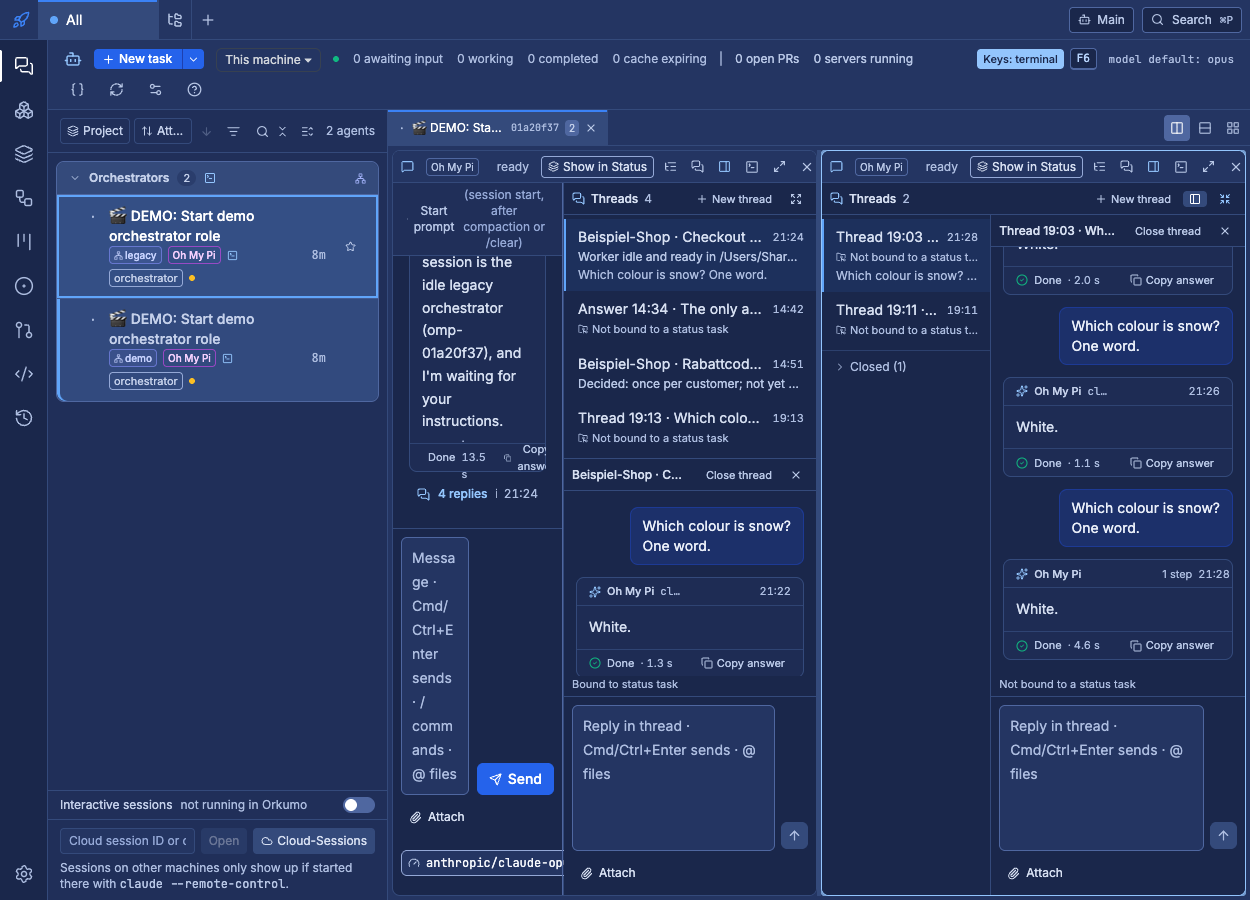 All
Main
Search ⌘P
New task
This machine
0 awaiting input
0 working
0 completed
0 cache expiring
0 open PRs
0 servers running
Keys: terminal
F6
model default: opus
Project
Att...
2 agents
Orchestrators 2
DEMO: Start demo
orchestrator role
legacy
Oh My Pi
8m
orchestrator
DEMO: Start demo
orchestrator role
demo
Oh My Pi
8m
orchestrator
Interactive sessions not running in Orkumo
Cloud session ID or
Open
Cloud-Sessions
Sessions on other machines only show up if started
there with claude --remote-control.
DEMO: Sta... 01a20f37 2
Oh My Pi
ready
Show in Status
Start
prompt
(session start,
after
compaction or
/clear)
session is the
idle legacy
orchestrator
(omp-
01a20f37), and
I'm waiting for
your
instructions.
Done 13.5
s
Copy
answ
4 replies 21:24
Messa
ge ·
Cmd/
Ctrl+E
nter
sends
· /
comm
ands ·
@ files
Send
Attach
anthropic/claude-op
Threads 4
+ New thread
Beispiel-Shop · Checkout ... 21:24
Worker idle and ready in /Users/Shar...
Which colour is snow? One word.
Answer 14:34 · The only a... 14:42
Not bound to a status task
Beispiel-Shop · Rabattcod... 14:51
Decided: once per customer; not yet ...
Thread 19:13 · Which colo... 19:13
Not bound to a status task
Beispiel-Shop · C...
Close thread
Which colour is snow?
One word.
Oh My Pi cl... 21:22
White.
Done · 1.3 s
Copy answer
Bound to status task
Reply in thread ·
Cmd/Ctrl+Enter sends · @
files
Attach
Oh My Pi
ready
Show in Status
Threads 2
+ New thread
Thread 19:03 ... 21:28
Not bound to a status t...
Which colour is snow? ...
Thread 19:11 ·... 19:11
Not bound to a status t...
Closed (1)
Thread 19:03 · Wh...
Close thread
White.
Done · 2.0 s
Copy answer
Which colour is snow?
One word.
Oh My Pi cl... 21:26
White.
Done · 1.1 s
Copy answer
Which colour is snow?
One word.
Oh My Pi 1 step 21:28
White.
Done · 4.6 s
Copy answer
Not bound to a status task
Reply in thread ·
Cmd/Ctrl+Enter sends · @
files
Attach